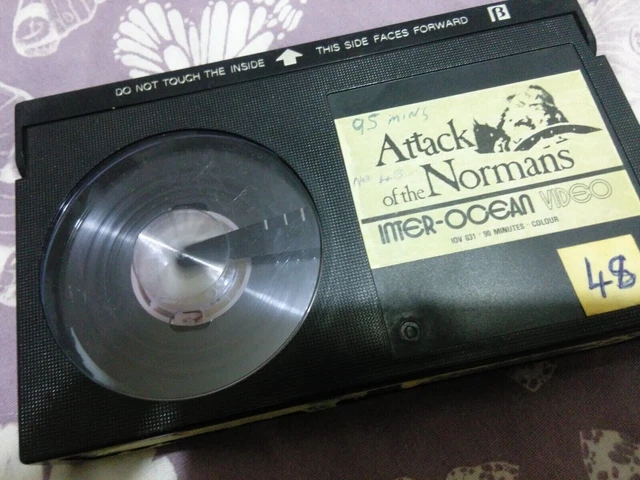 DO NOT TOUCH THE INSIDE
THIS SIDE FACES FORWARD
β
95 MINS
Attack
of the Normans
INTER-OCEAN VIDEO
IOV 031 · 90 MINUTES · COLOUR
48